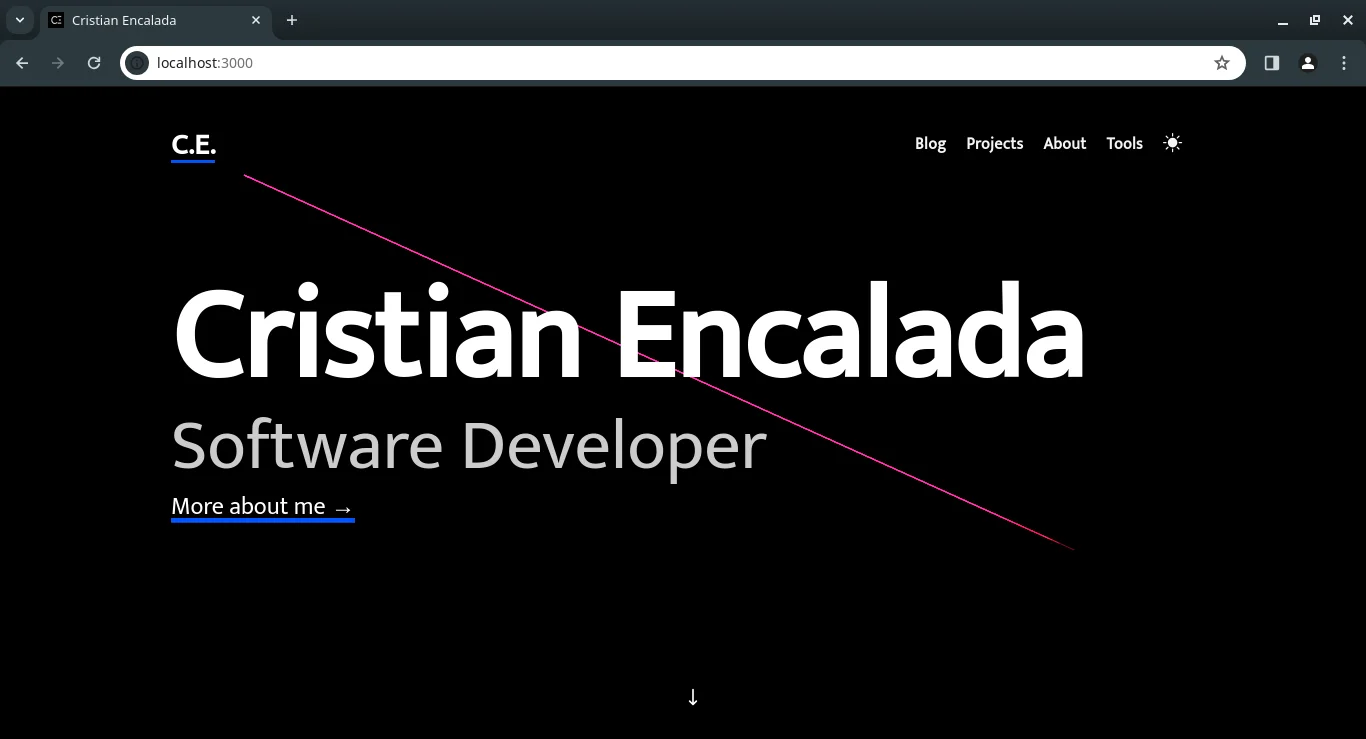 Cristian Encalada
localhost:3000
C.E. Blog Projects About Tools
Cristian Encalada
Software Developer
More about me →
↓